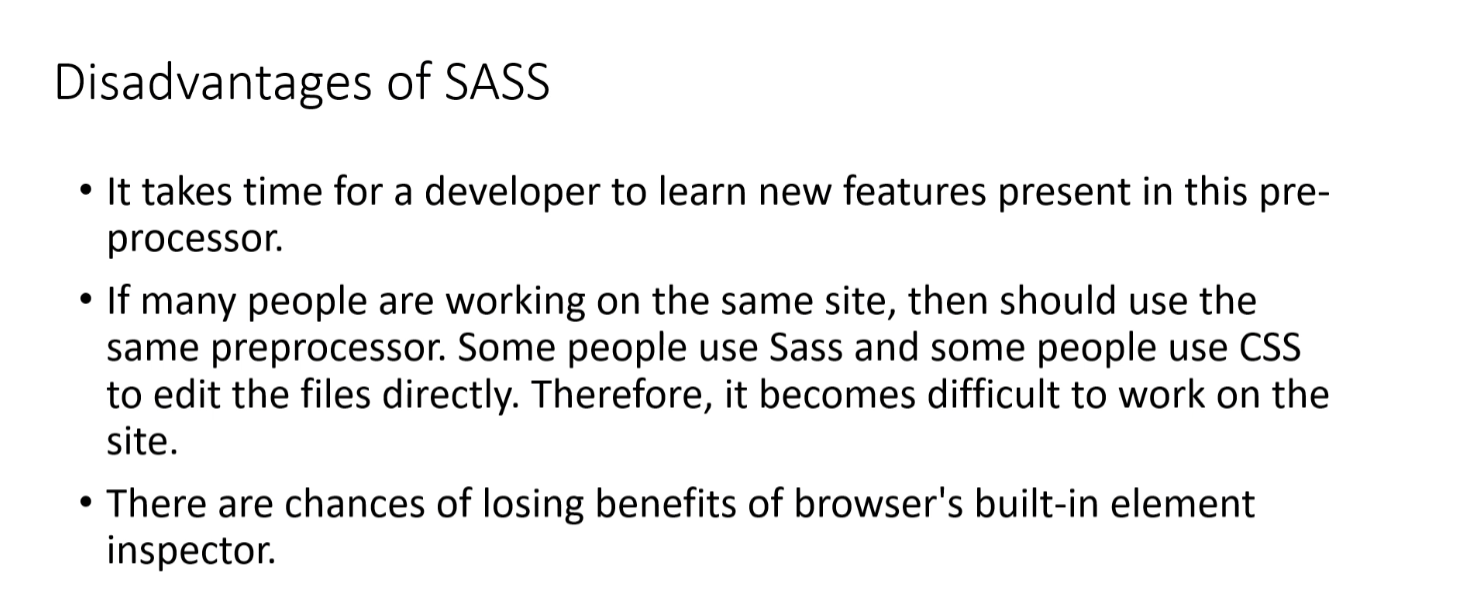 Disadvantages of SASS
• It takes time for a developer to learn new features present in this pre-
processor.
• If many people are working on the same site, then should use the
same preprocessor. Some people use Sass and some people use CSS
to edit the files directly. Therefore, it becomes difficult to work on the
site.
• There are chances of losing benefits of browser's built-in element
inspector.